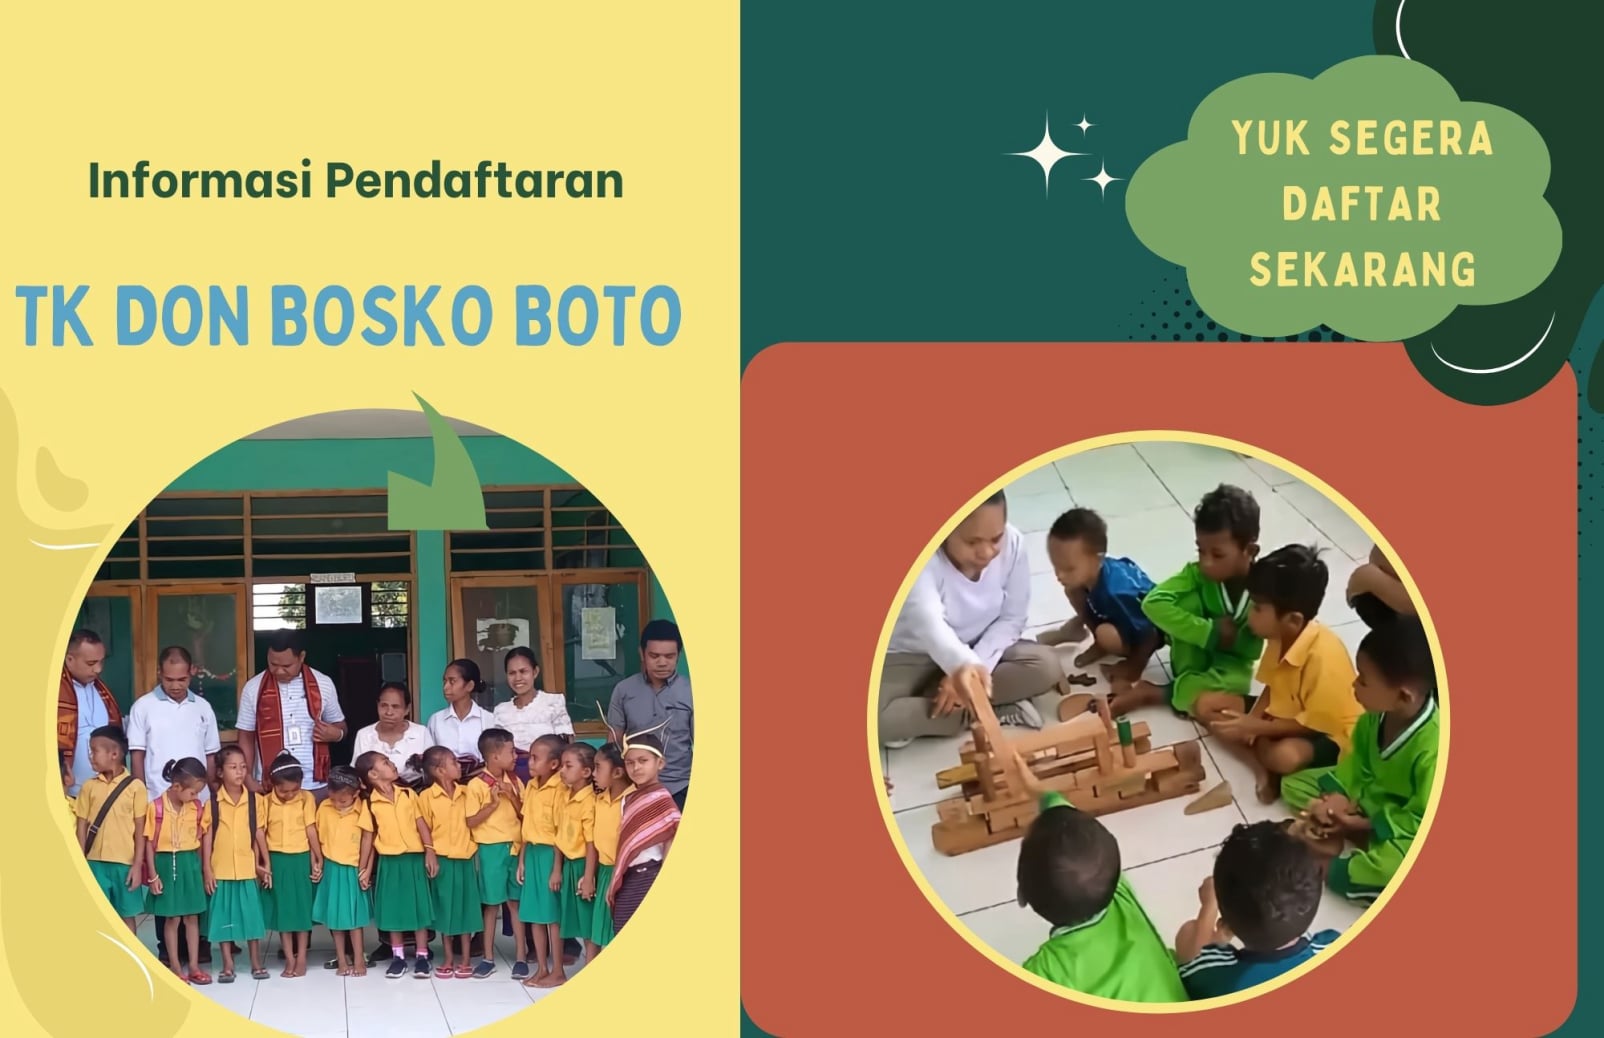 Informasi Pendaftaran
TK DON BOSKO BOTO
YUK SEGERA
DAFTAR
SEKARANG